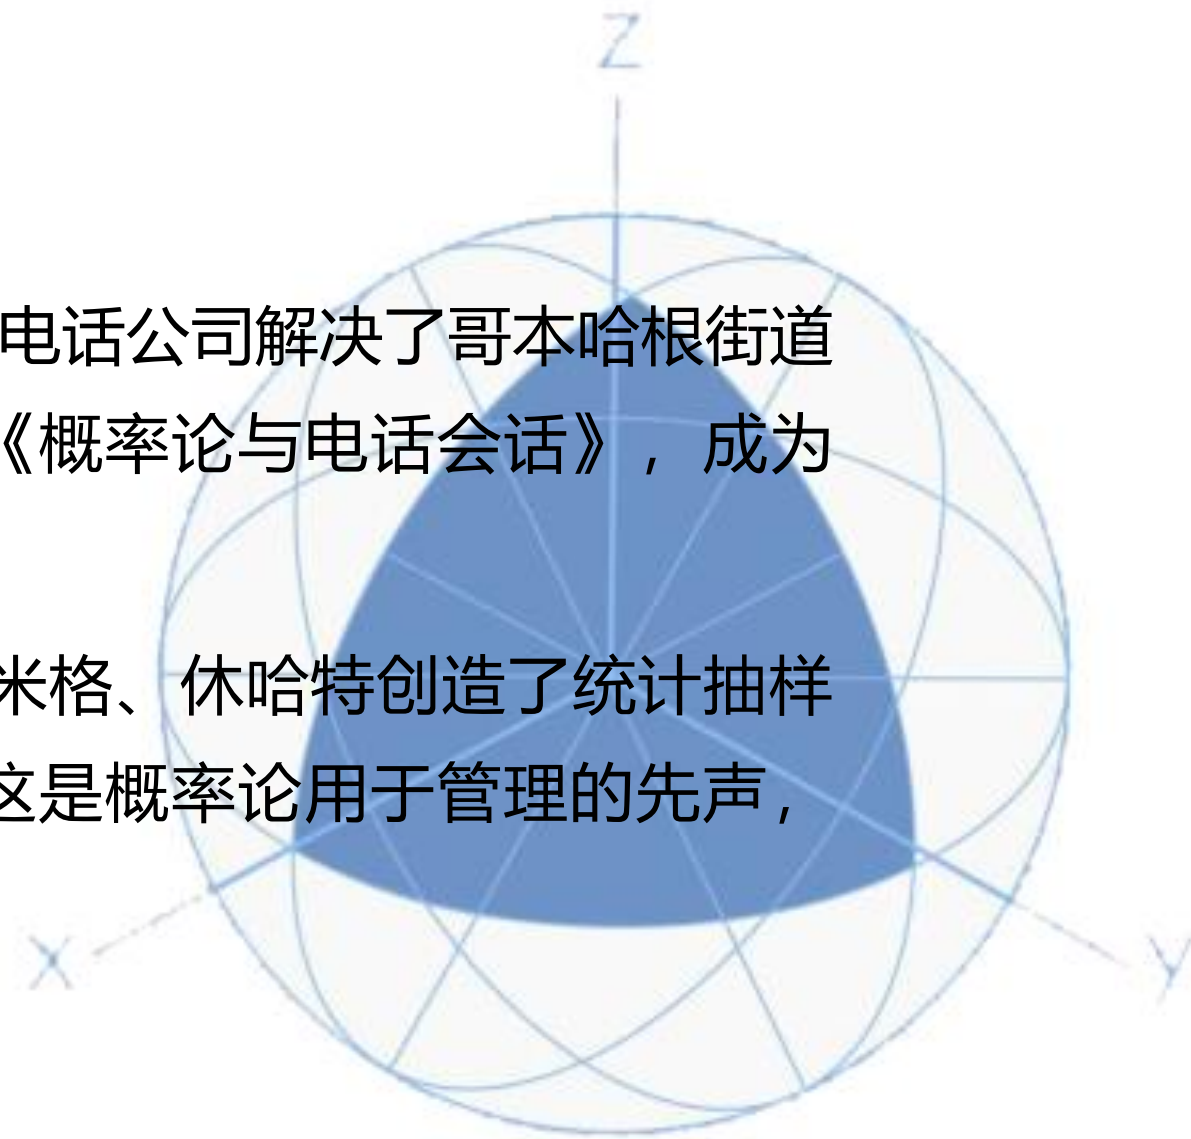 Z
电话公司解决了哥本哈根街道
《概率论与电话会话》，成为
米格、休哈特创造了统计抽样
这是概率论用于管理的先声，
X
y